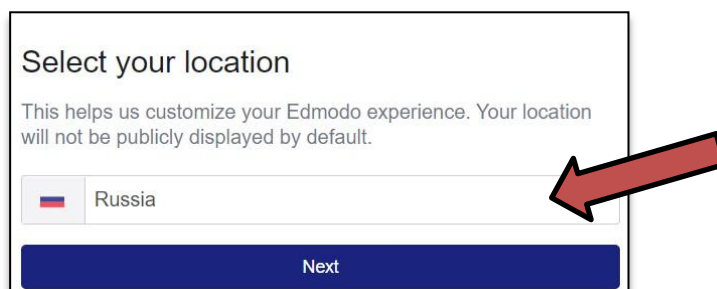 Select your location
This helps us customize your Edmodo experience. Your location
will not be publicly displayed by default.
Russia
Next